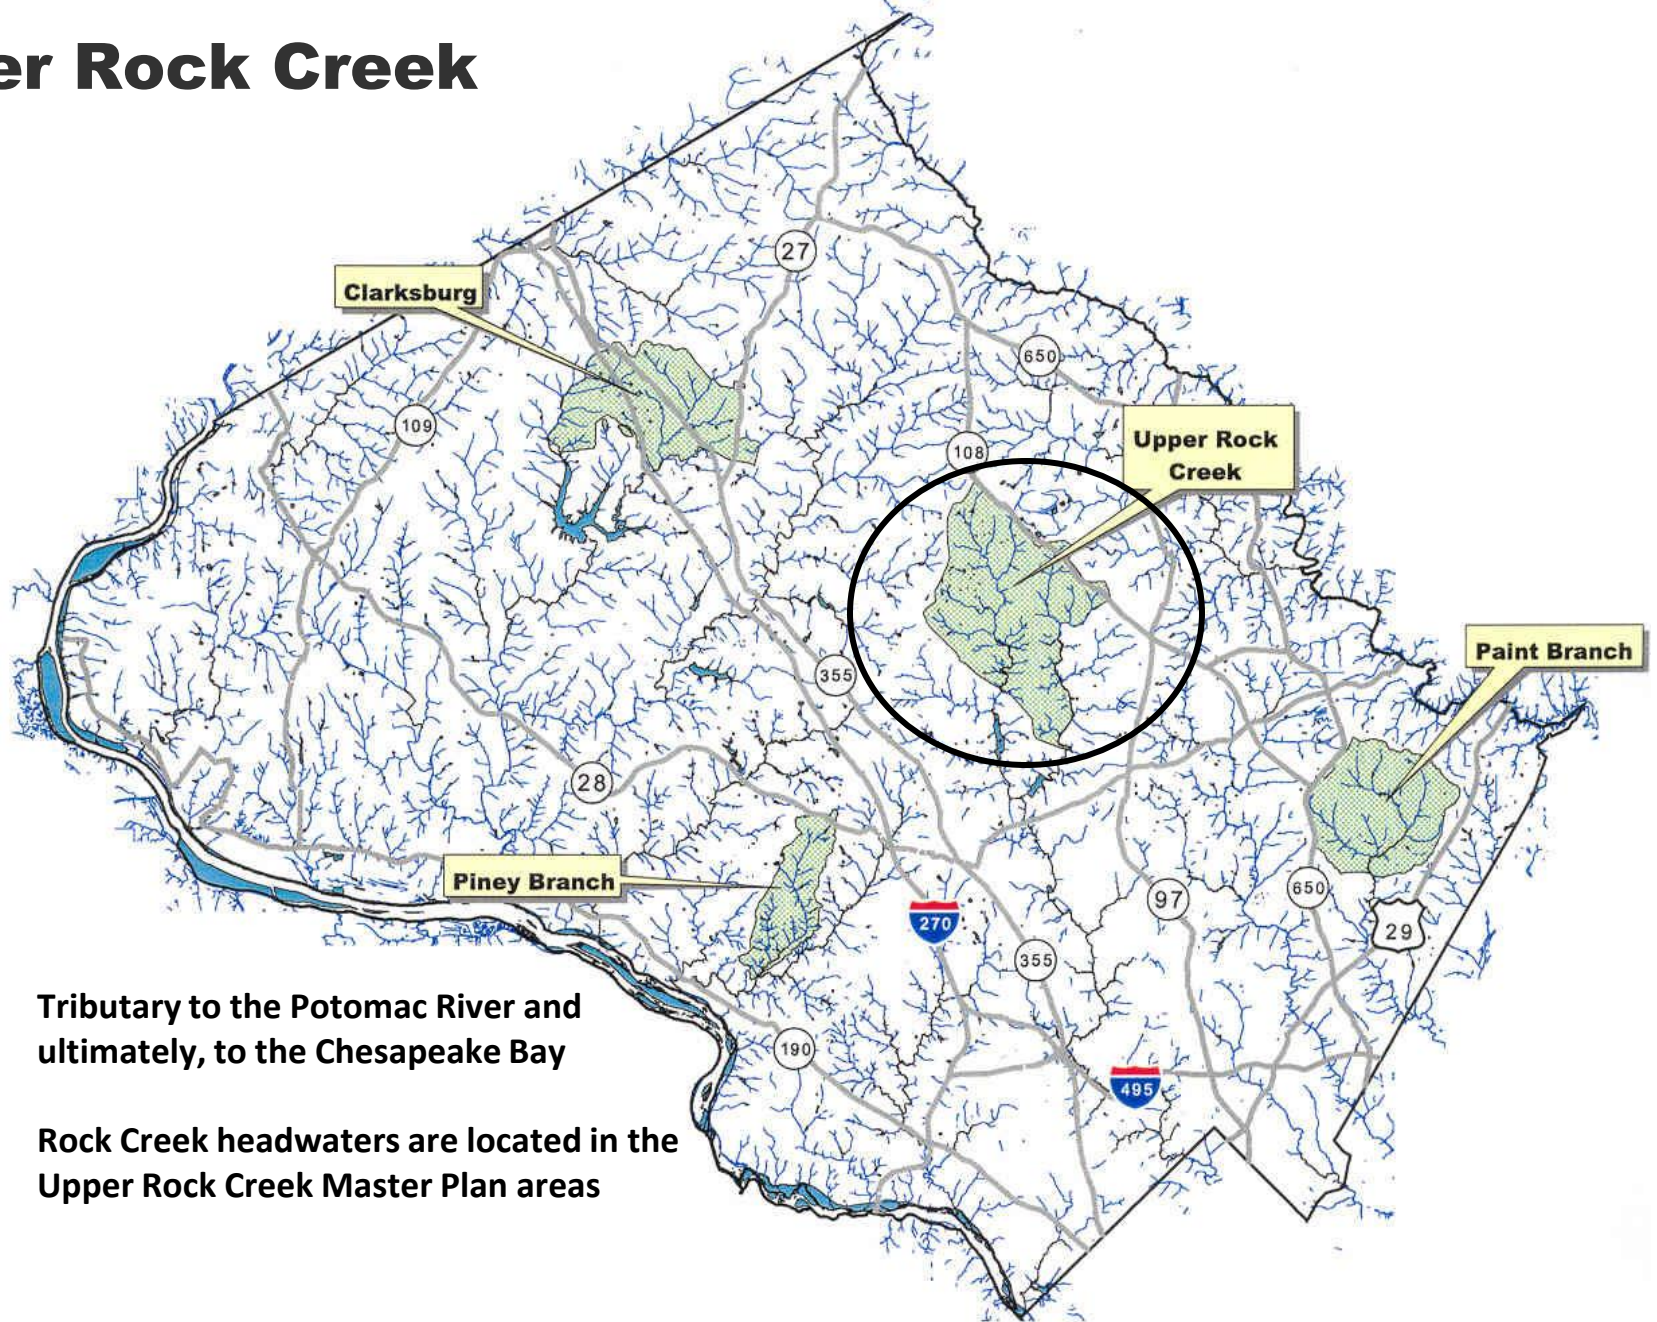 er Rock Creek
27
Clarksburg
650
109
108
Upper Rock
Creek
Paint Branch
355
28
Piney Branch
650
97
270
29
355
Tributary to the Potomac River and
ultimately, to the Chesapeake Bay
190
495
Rock Creek headwaters are located in the
Upper Rock Creek Master Plan areas